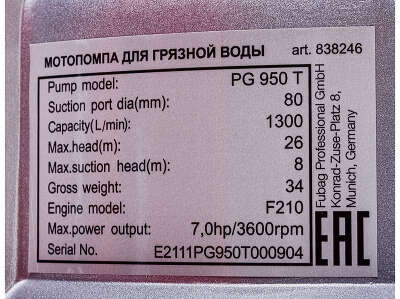 МОТОПОМПА ДЛЯ ГРЯЗНОЙ ВОДЫ art. 838246
Pump model: PG 950 T
Suction port dia(mm): 80
Capacity(L/min): 1300
Max.head(m): 26
Max.suction head(m): 8
Gross weight: 34
Engine model: F210
Max.power output: 7,0hp/3600rpm
Serial No. E2111PG950T000904
Fubag Professional GmbH
Konrad-Zuse-Platz 8,
Munich, Germany
EAC